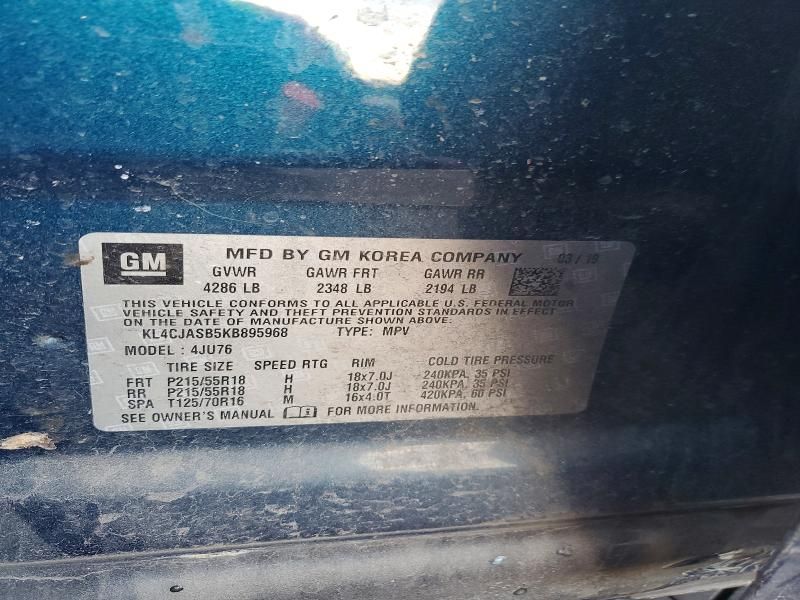 GM MFD BY GM KOREA COMPANY 03/19
GVWR GAWR FRT GAWR RR
4286 LB 2348 LB 2194 LB
THIS VEHICLE CONFORMS TO ALL APPLICABLE U.S. FEDERAL MOTOR
VEHICLE SAFETY AND THEFT PREVENTION STANDARDS IN EFFECT
ON THE DATE OF MANUFACTURE SHOWN ABOVE:
KL4CJASB5KB895968 TYPE: MPV
MODEL : 4JU76
TIRE SIZE SPEED RTG RIM COLD TIRE PRESSURE
FRT P215/55R18 H 18x7.0J 240KPA, 35 PSI
RR P215/55R18 H 18x7.0J 240KPA, 35 PSI
SPA T125/70R16 M 16x4.0T 420KPA, 60 PSI
SEE OWNER'S MANUAL FOR MORE INFORMATION.